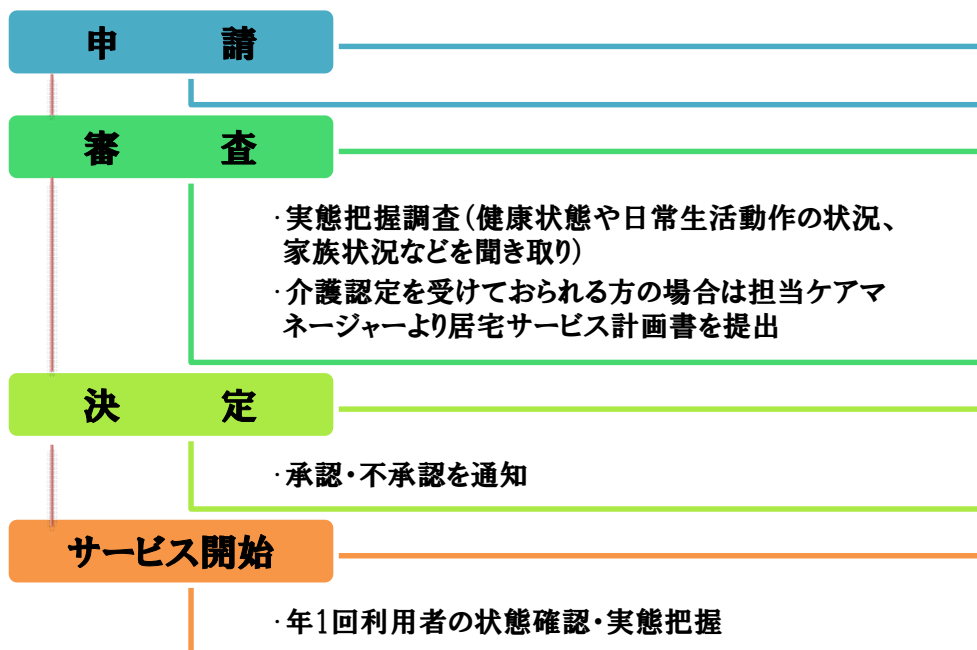 申　請
審　査
・実態把握調査（健康状態や日常生活動作の状況、
家族状況などを聞き取り）
・介護認定を受けておられる方の場合は担当ケアマ
ネージャーより居宅サービス計画書を提出
決　定
・承認・不承認を通知
サービス開始
・年1回利用者の状態確認・実態把握